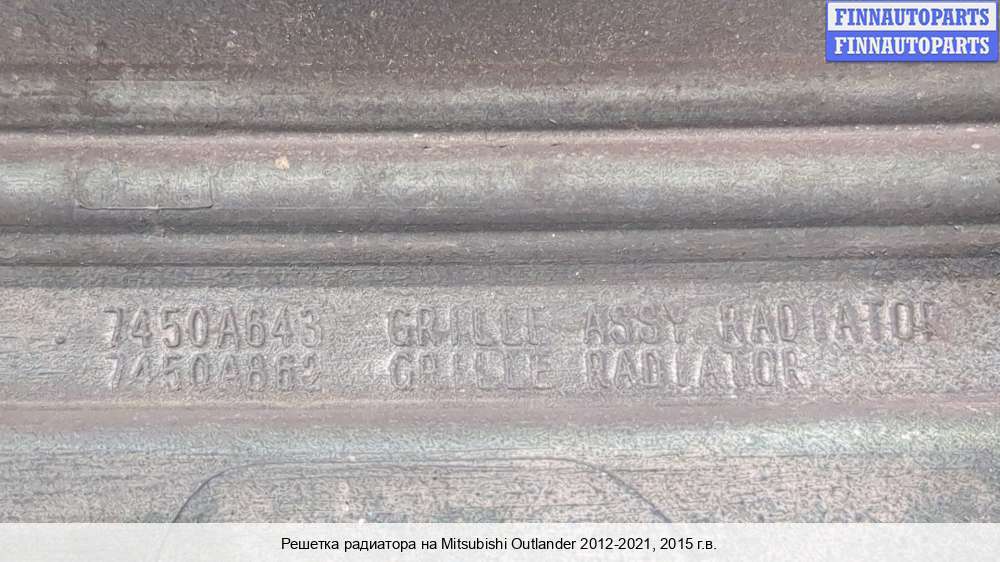 FINNAUTOPARTS
FINNAUTOPARTS
7450A643 GRILLE ASSY RADIATOR
7450A862 GRILLE RADIATOR
Решетка радиатора на Mitsubishi Outlander 2012-2021, 2015 г.в.